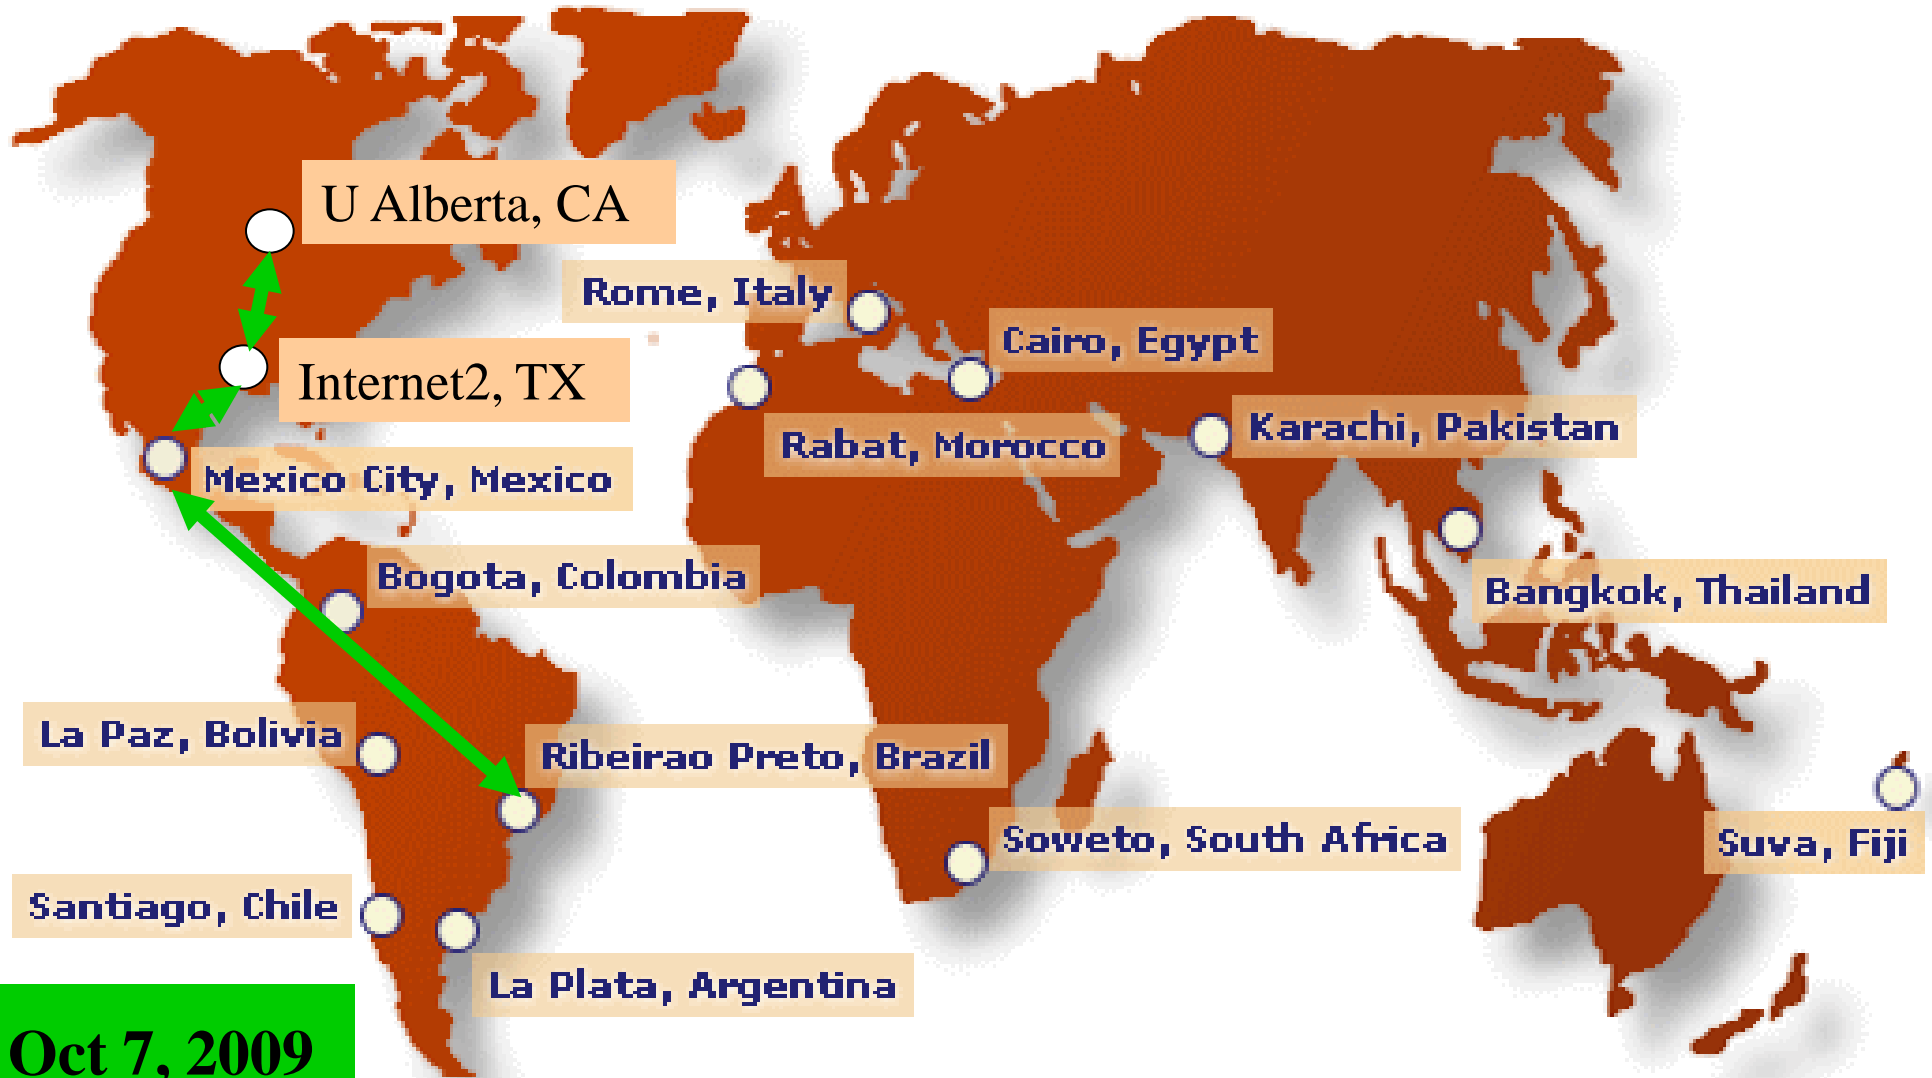 U Alberta, CA
Rome, Italy
Cairo, Egypt
Internet2, TX
Karachi, Pakistan
Rabat, Morocco
Mexico City, Mexico
Bogota, Colombia
Bangkok, Thailand
La Paz, Bolivia
Ribeirao Preto, Brazil
Soweto, South Africa
Suva, Fiji
Santiago, Chile
La Plata, Argentina
Oct 7, 2009